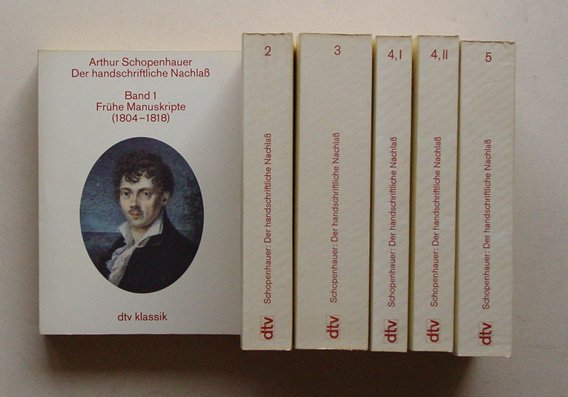 Arthur Schopenhauer
Der handschriftliche Nachlaß
Band 1
Frühe Manuskripte
(1804–1818)
dtv klassik
2
Schopenhauer: Der handschriftliche Nachlaß
dtv
3
Schopenhauer: Der handschriftliche Nachlaß
dtv
4, I
Schopenhauer: Der handschriftliche Nachlaß
dtv
4, II
Schopenhauer: Der handschriftliche Nachlaß
dtv
5
Schopenhauer: Der handschriftliche Nachlaß
dtv